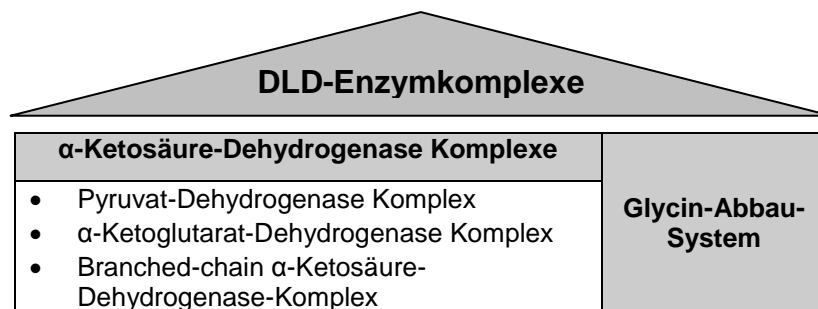 DLD-Enzymkomplexe
α-Ketosäure-Dehydrogenase Komplexe
• Pyruvat-Dehydrogenase Komplex
• α-Ketoglutarat-Dehydrogenase Komplex
• Branched-chain α-Ketosäure-
Dehydrogenase-Komplex
Glycin-Abbau-
System